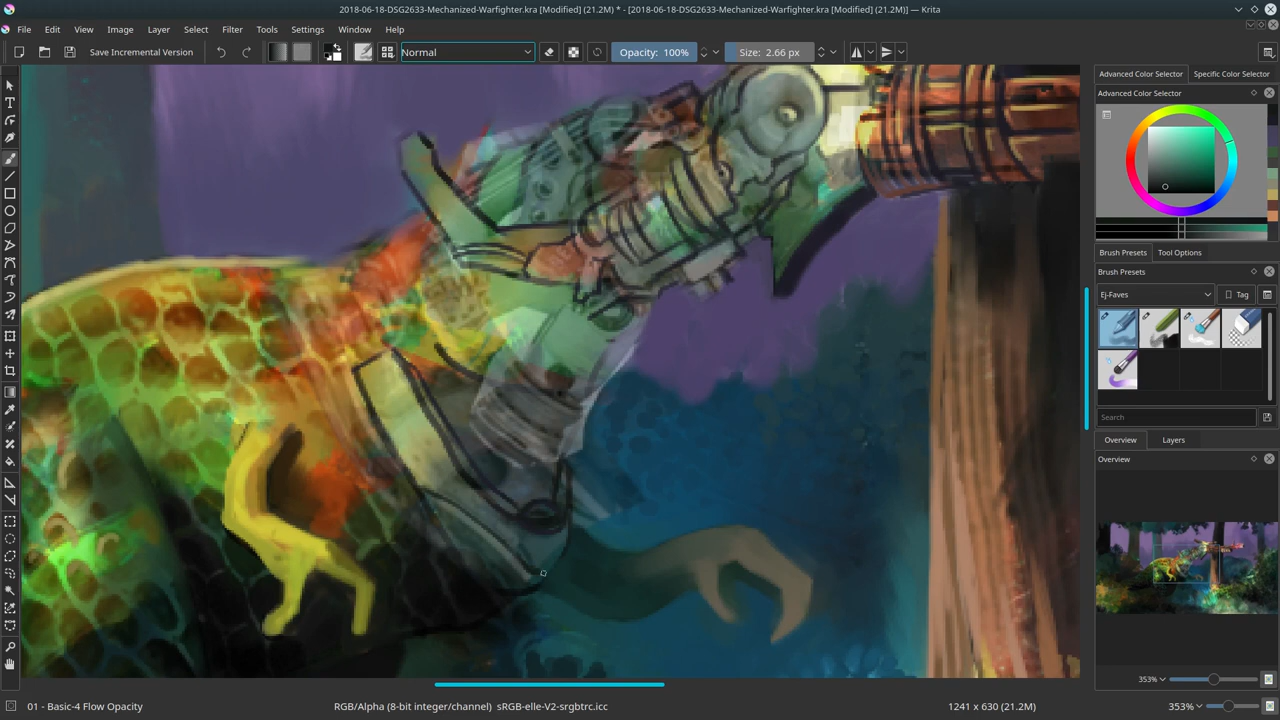 2018-06-18-DSG2633-Mechanized-Warfighter.kra [Modified] (21.2M) * - [2018-06-18-DSG2633-Mechanized-Warfighter.kra [Modified] (21.2M)] — Krita
File Edit View Image Layer Select Filter Tools Settings Window Help
Save Incremental Version Normal Opacity: 100% Size: 2.66 px
Advanced Color Selector Specific Color Selector
Advanced Color Selector
Brush Presets Tool Options
Brush Presets
Ej-Faves Tag
Search
Overview Layers
Overview
353%
01 - Basic-4 Flow Opacity RGB/Alpha (8-bit integer/channel) sRGB-elle-V2-srgbtrc.icc 1241 x 630 (21.2M) 353%